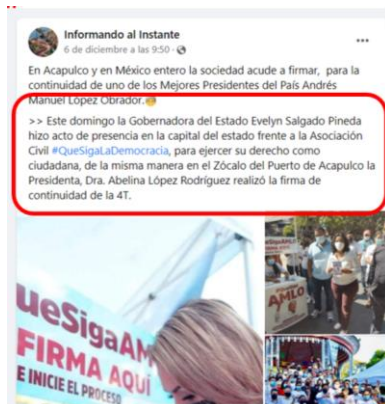 Informando al Instante
6 de diciembre a las 9:50 ·
En Acapulco y en México entero la sociedad acude a firmar, para la
continuidad de uno de los Mejores Presidentes del País Andrés
Manuel López Obrador.
>> Este domingo la Gobernadora del Estado Evelyn Salgado Pineda
hizo acto de presencia en la capital del estado frente a la Asociación
Civil #QueSigaLaDemocracia, para ejercer su derecho como
ciudadana, de la misma manera en el Zócalo del Puerto de Acapulco la
Presidenta, Dra. Abelina López Rodríguez realizó la firma de
continuidad de la 4T.
ueSigaAM
FIRMA AQUÍ
E INICIE EL PROCESO
AMLO